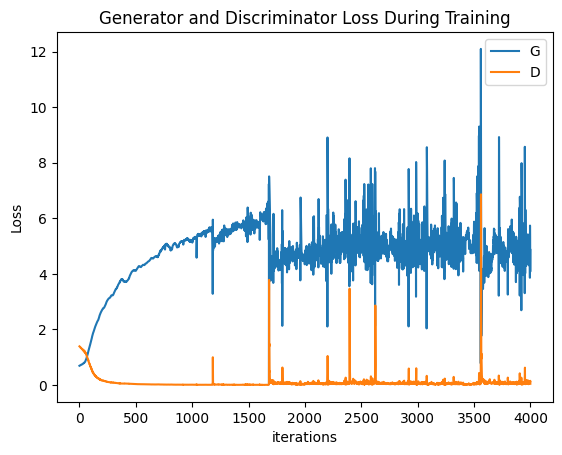 Generator and Discriminator Loss During Training
G
D
Loss
12
10
8
6
4
2
0
0 500 1000 1500 2000 2500 3000 3500 4000
iterations